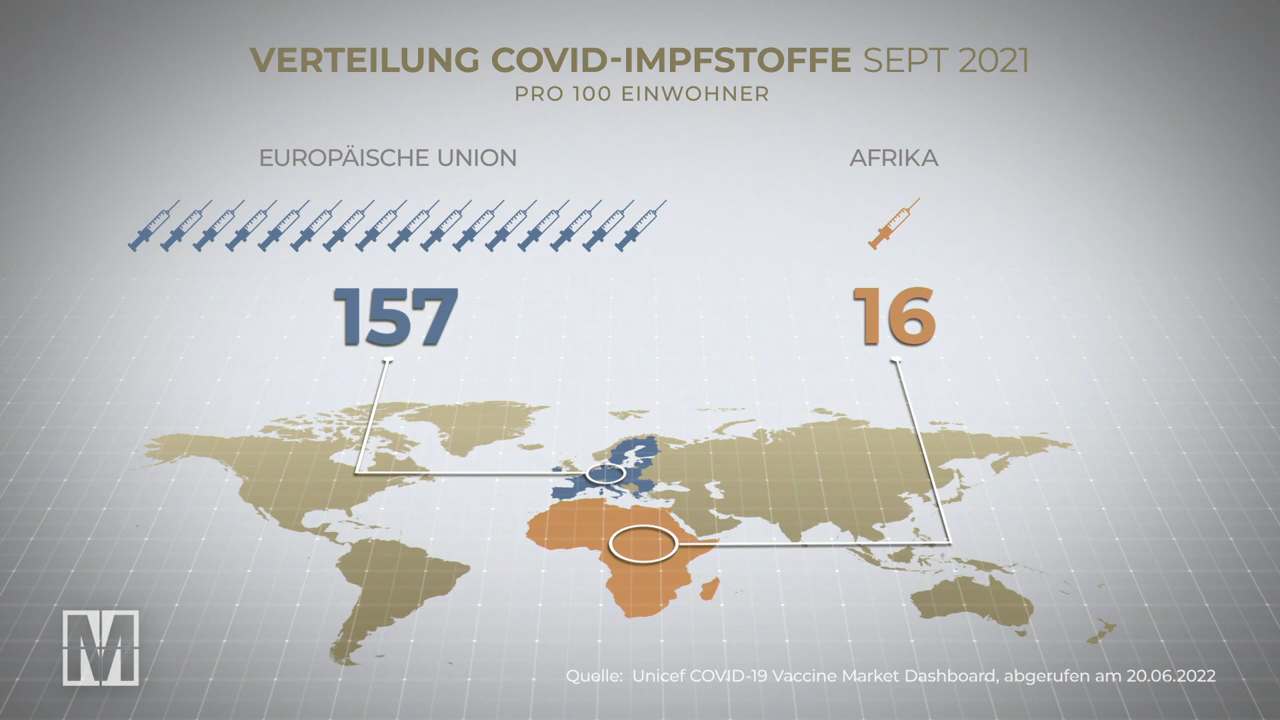 VERTEILUNG COVID-IMPFSTOFFE SEPT 2021
PRO 100 EINWOHNER
EUROPÄISCHE UNION
AFRIKA
157
16
M
Quelle: Unicef COVID-19 Vaccine Market Dashboard, abgerufen am 20.06.2022